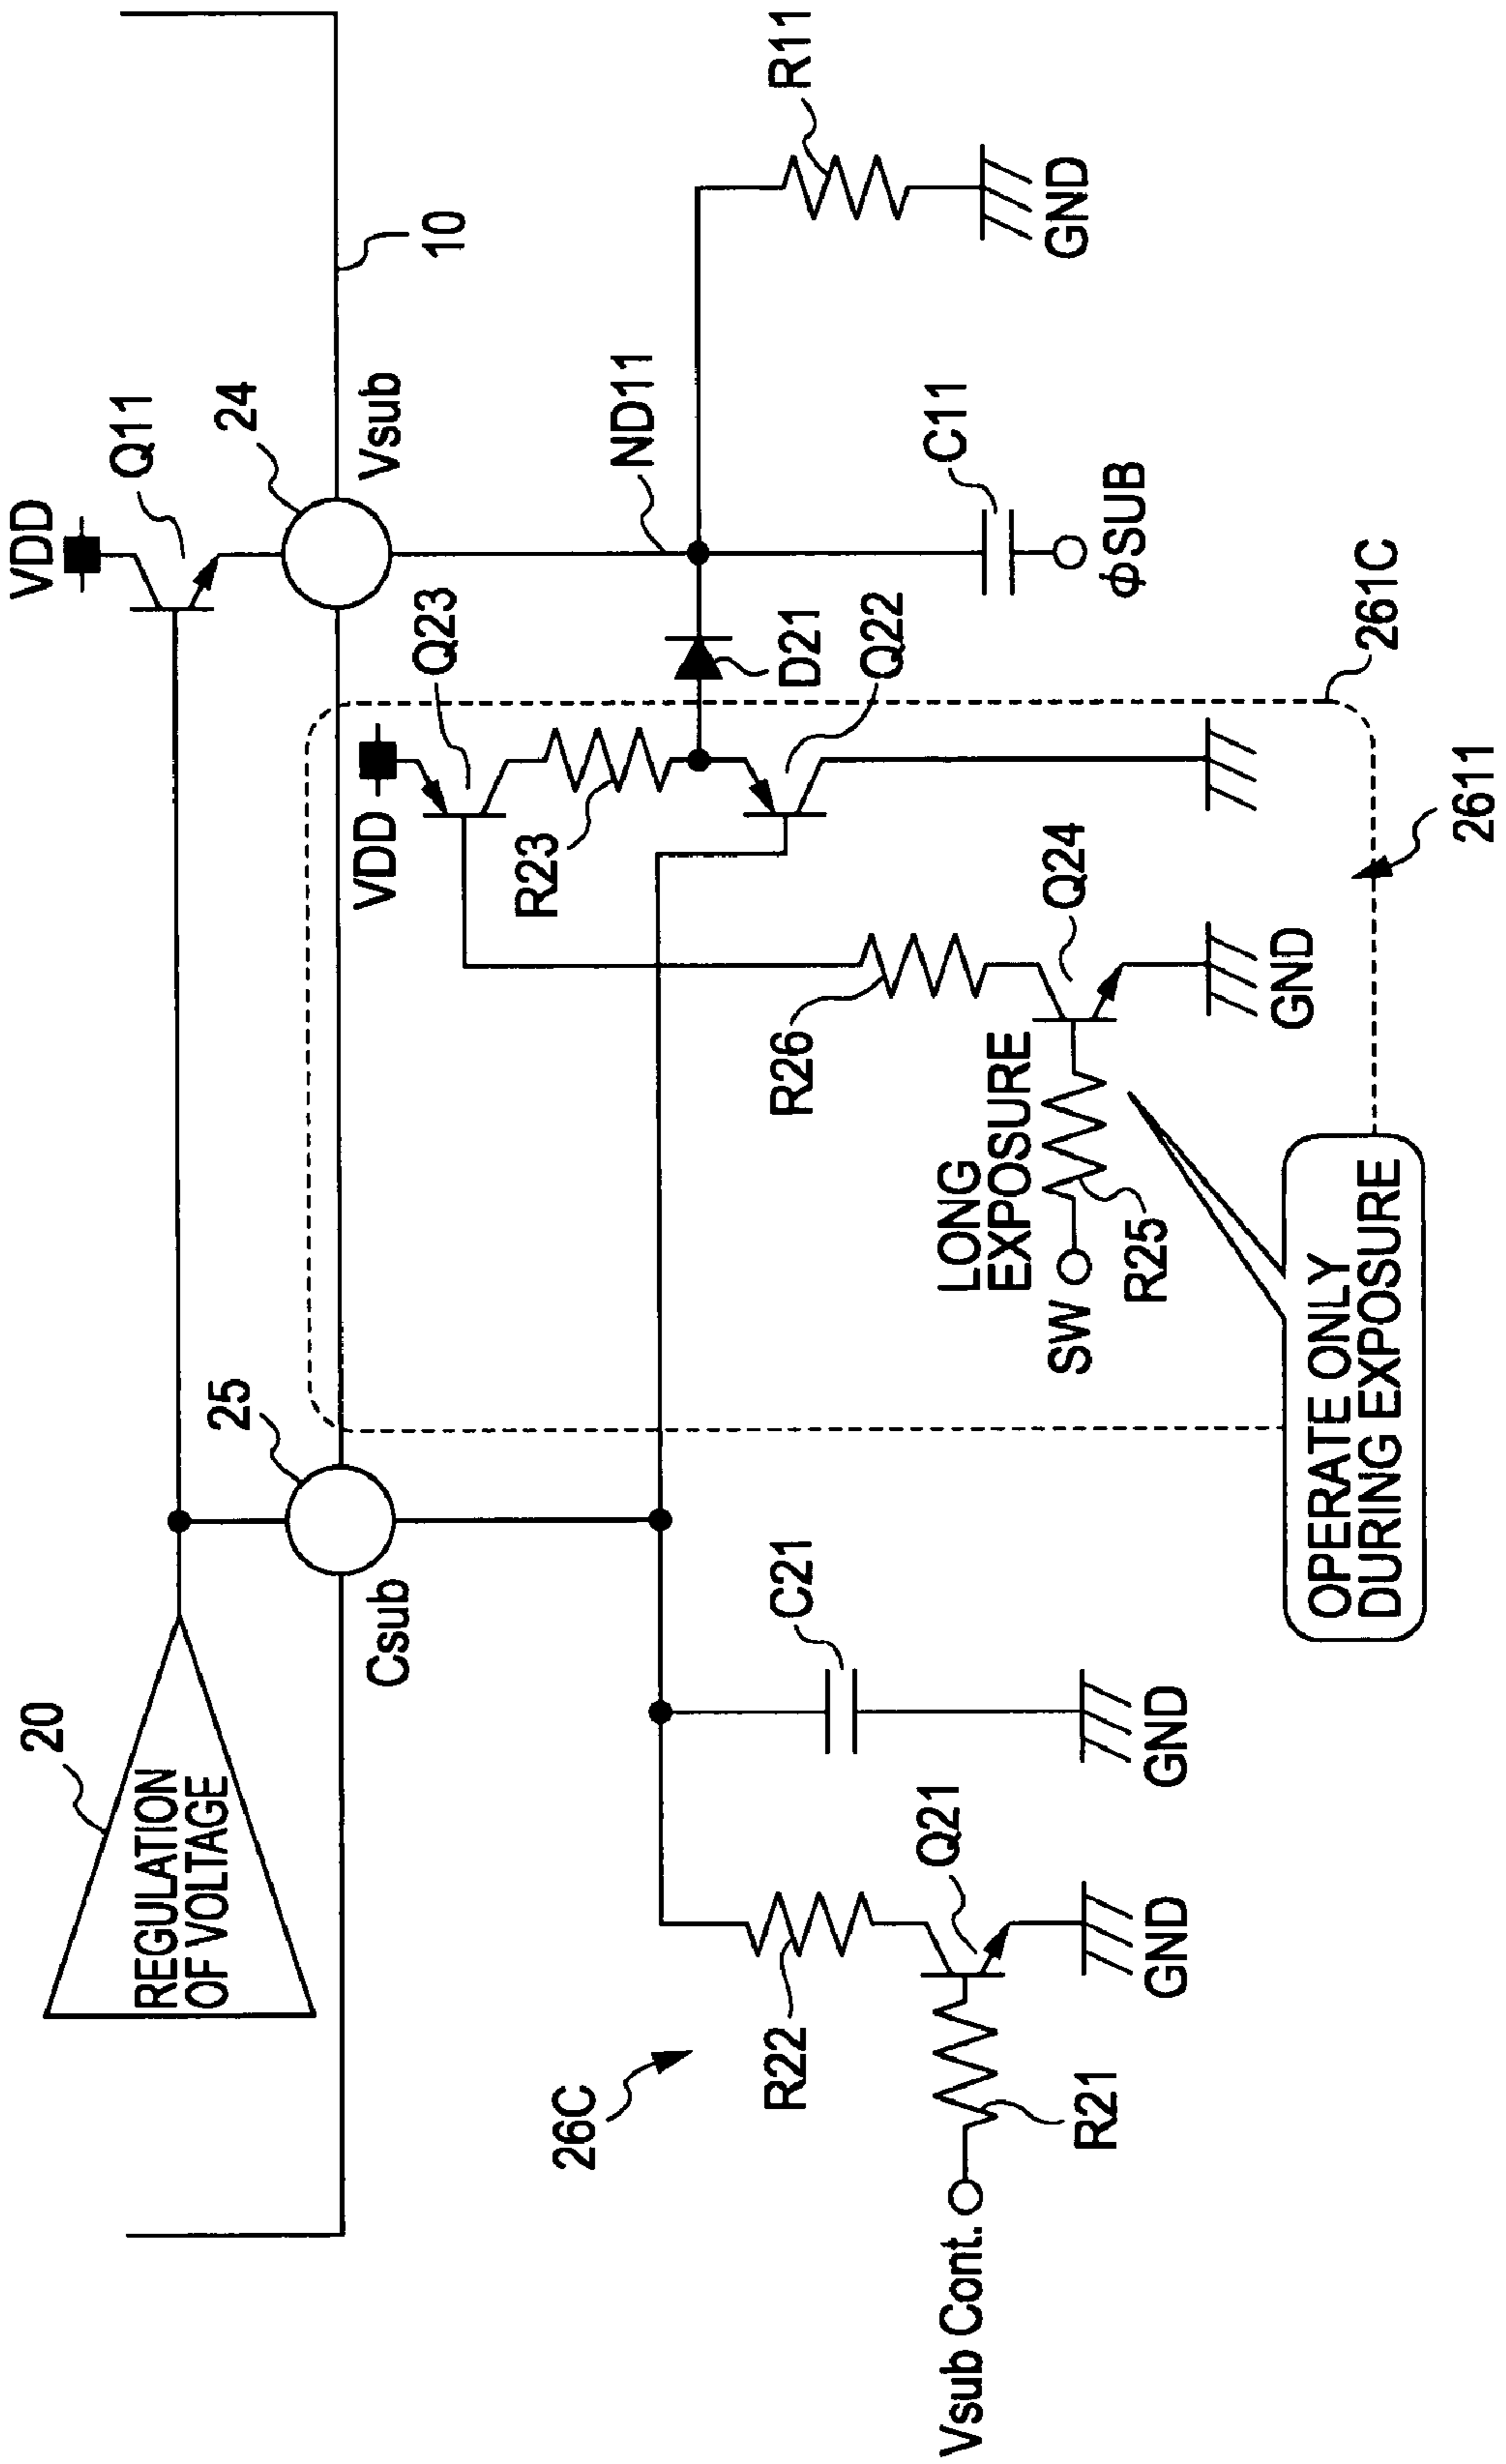 20
REGULATION
OF VOLTAGE
VDD
Q11
24
Vsub
10
25
Csub
VDD
Q23
R23
ND11
D21
Q22
R11
GND
C11
ΦSUB
26C
R22
Q21
R21
Vsub Cont.
GND
C21
GND
LONG
EXPOSURE
SW
R25
R26
Q24
GND
261C
2611
OPERATE ONLY
DURING EXPOSURE